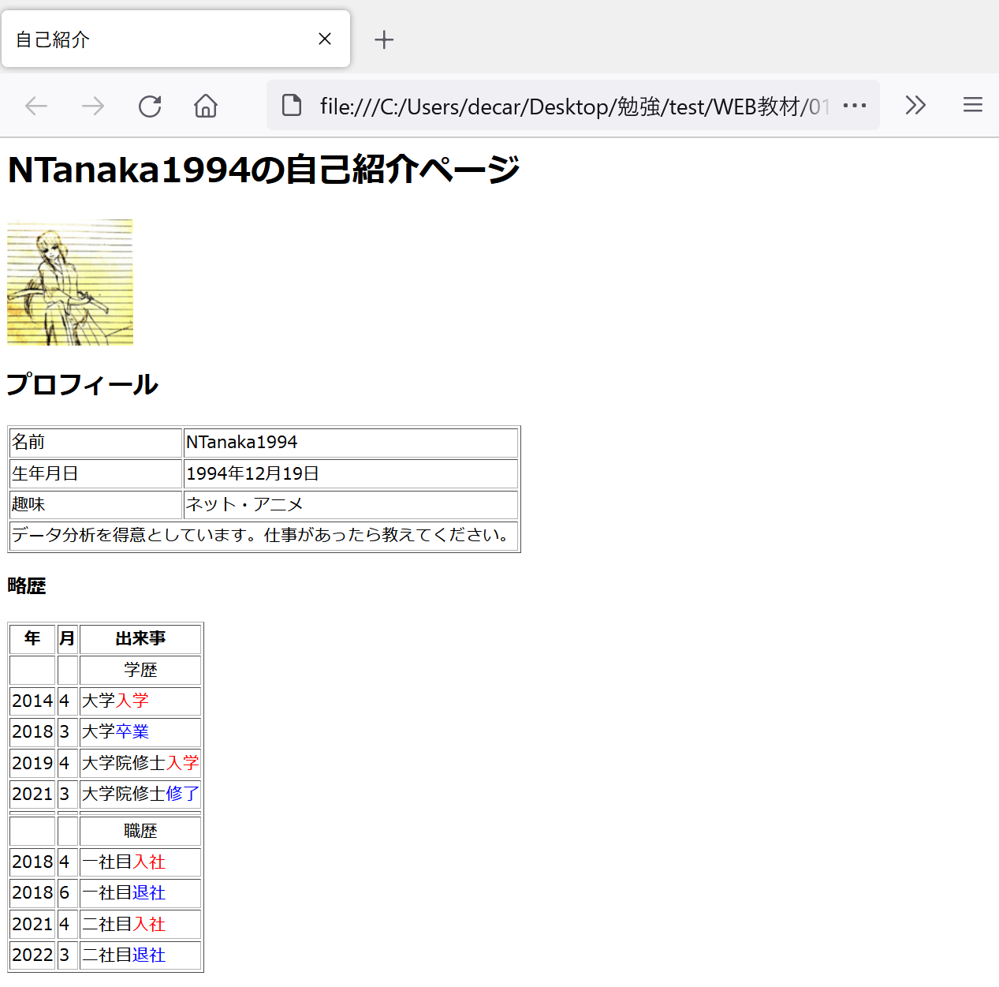 自己紹介
file:///C:/Users/decar/Desktop/勉強/test/WEB教材/01
NTanaka1994の自己紹介ページ
プロフィール
名前 NTanaka1994
生年月日 1994年12月19日
趣味 ネット・アニメ
データ分析を得意としています。仕事があったら教えてください。
略歴
年 月 出来事
学歴
2014 4 大学入学
2018 3 大学卒業
2019 4 大学院修士入学
2021 3 大学院修士修了
職歴
2018 4 一社目入社
2018 6 一社目退社
2021 4 二社目入社
2022 3 二社目退社